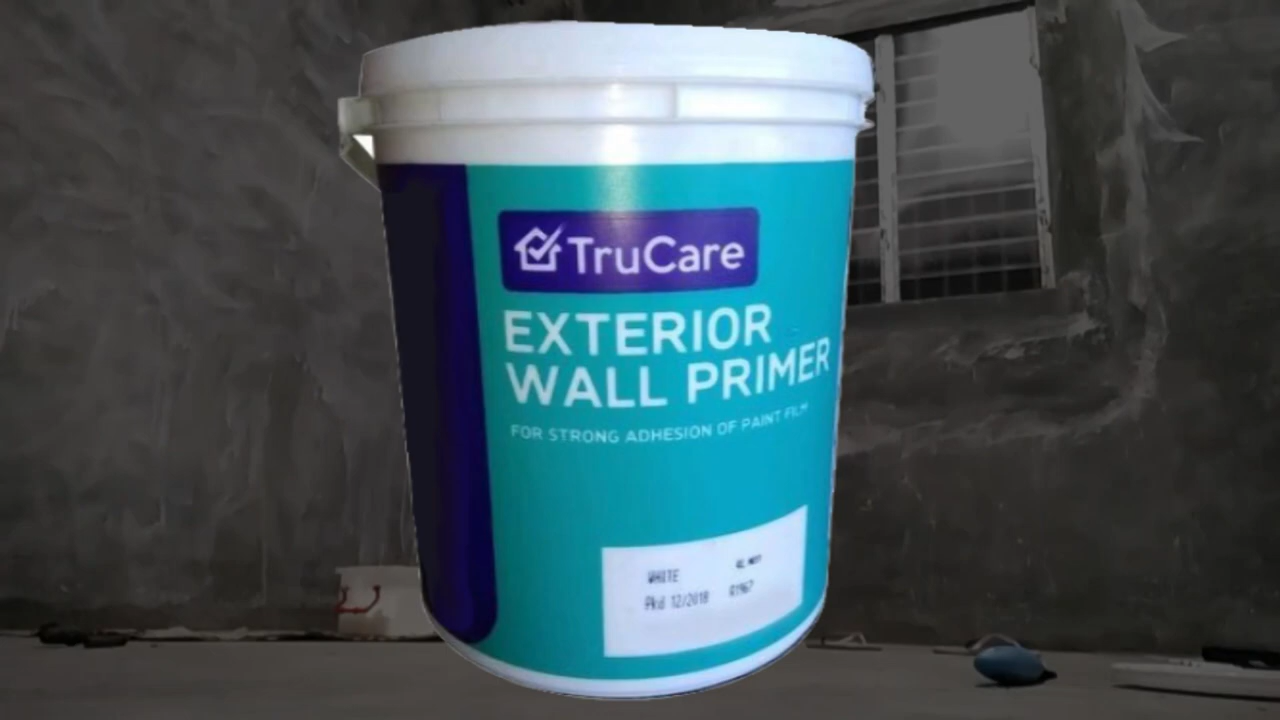 TruCare
EXTERIOR
WALL PRIMER
FOR STRONG ADHESION OF PAINT FILM
WHITE
Pkd 12/2018